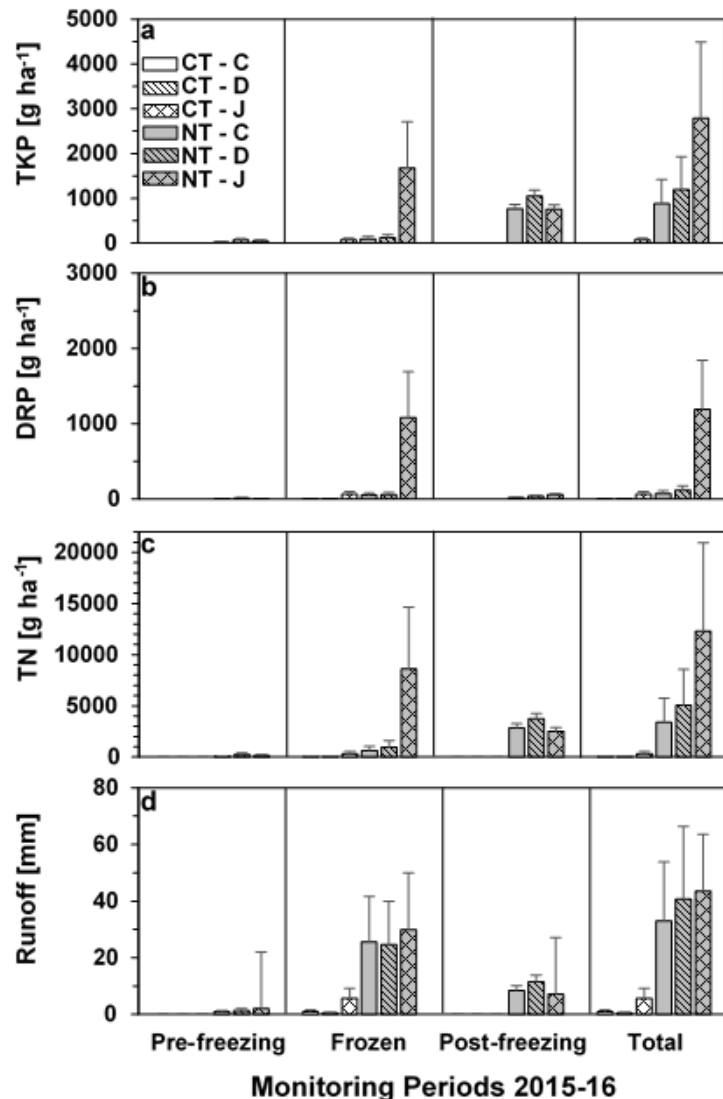 a
CT - C
CT - D
CT - J
NT - C
NT - D
NT - J
TKP [g ha⁻¹]
5000
4000
3000
2000
1000
0
b
DRP [g ha⁻¹]
3000
2000
1000
0
c
TN [g ha⁻¹]
20000
15000
10000
5000
0
d
Runoff [mm]
80
60
40
20
0
Pre-freezing Frozen Post-freezing Total
Monitoring Periods 2015-16